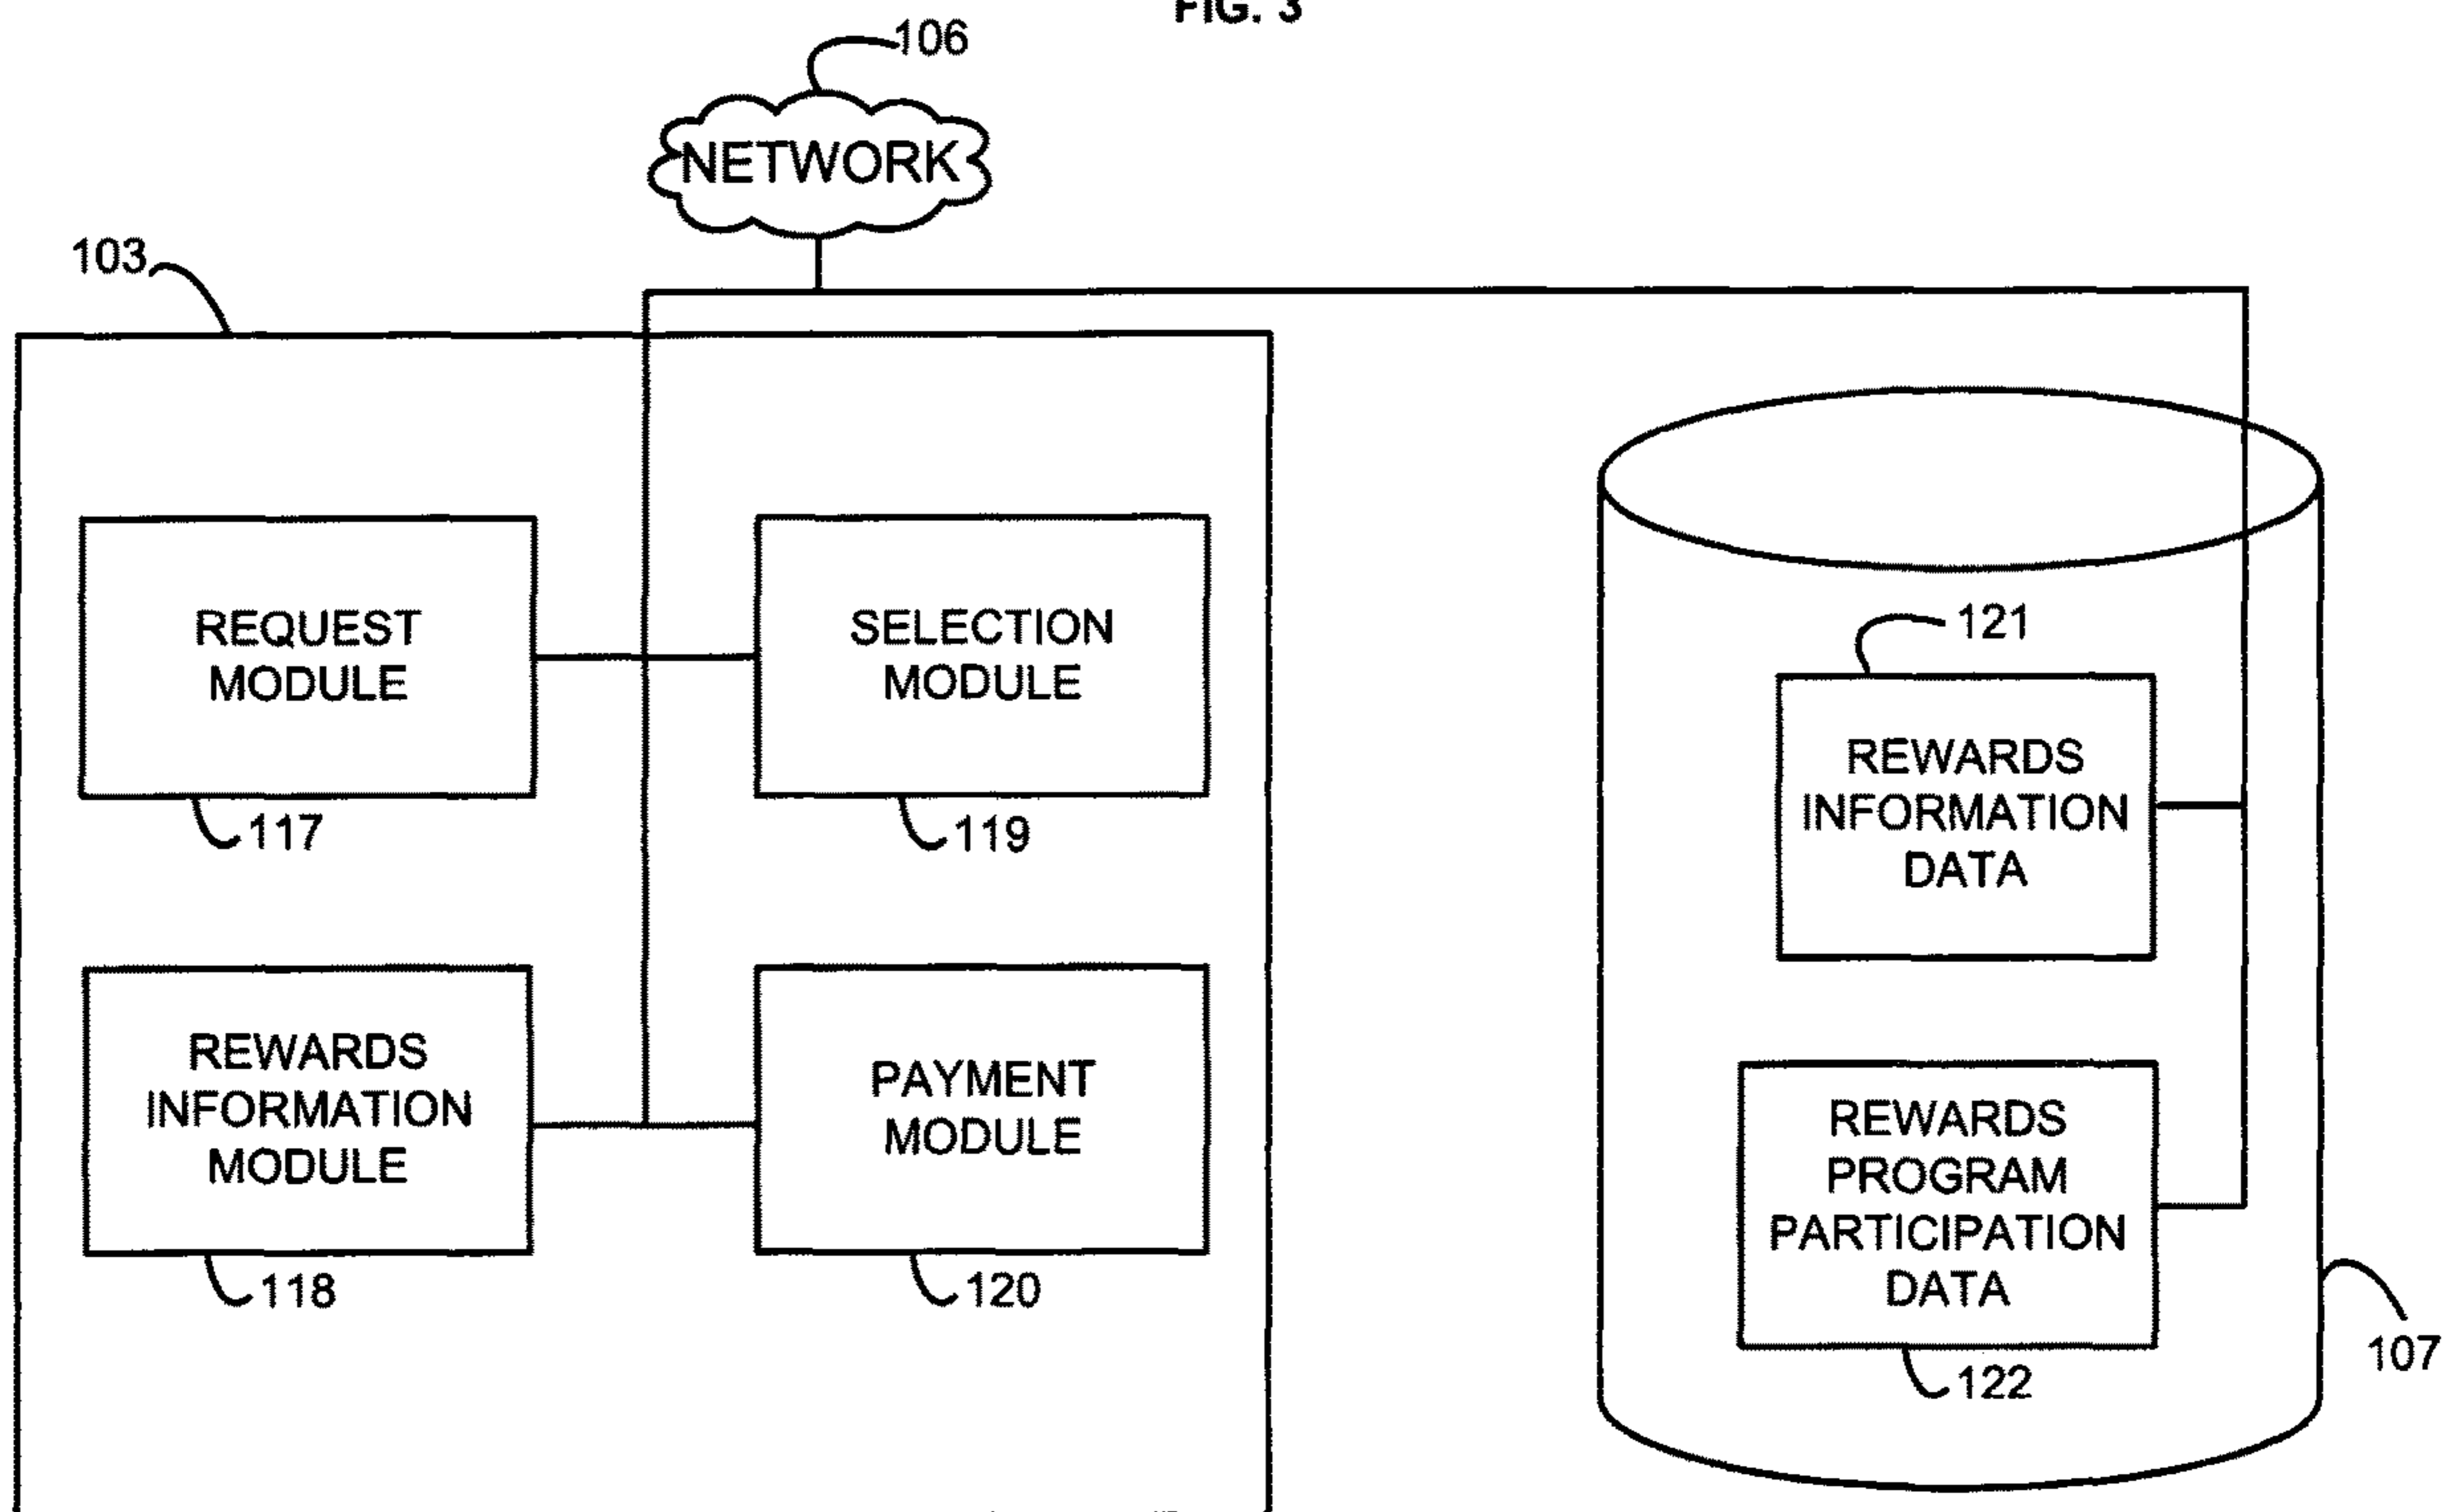 FIG. 3
106
NETWORK
103
REQUEST
MODULE
117
SELECTION
MODULE
119
REWARDS
INFORMATION
MODULE
118
PAYMENT
MODULE
120
121
REWARDS
INFORMATION
DATA
REWARDS
PROGRAM
PARTICIPATION
DATA
122
107